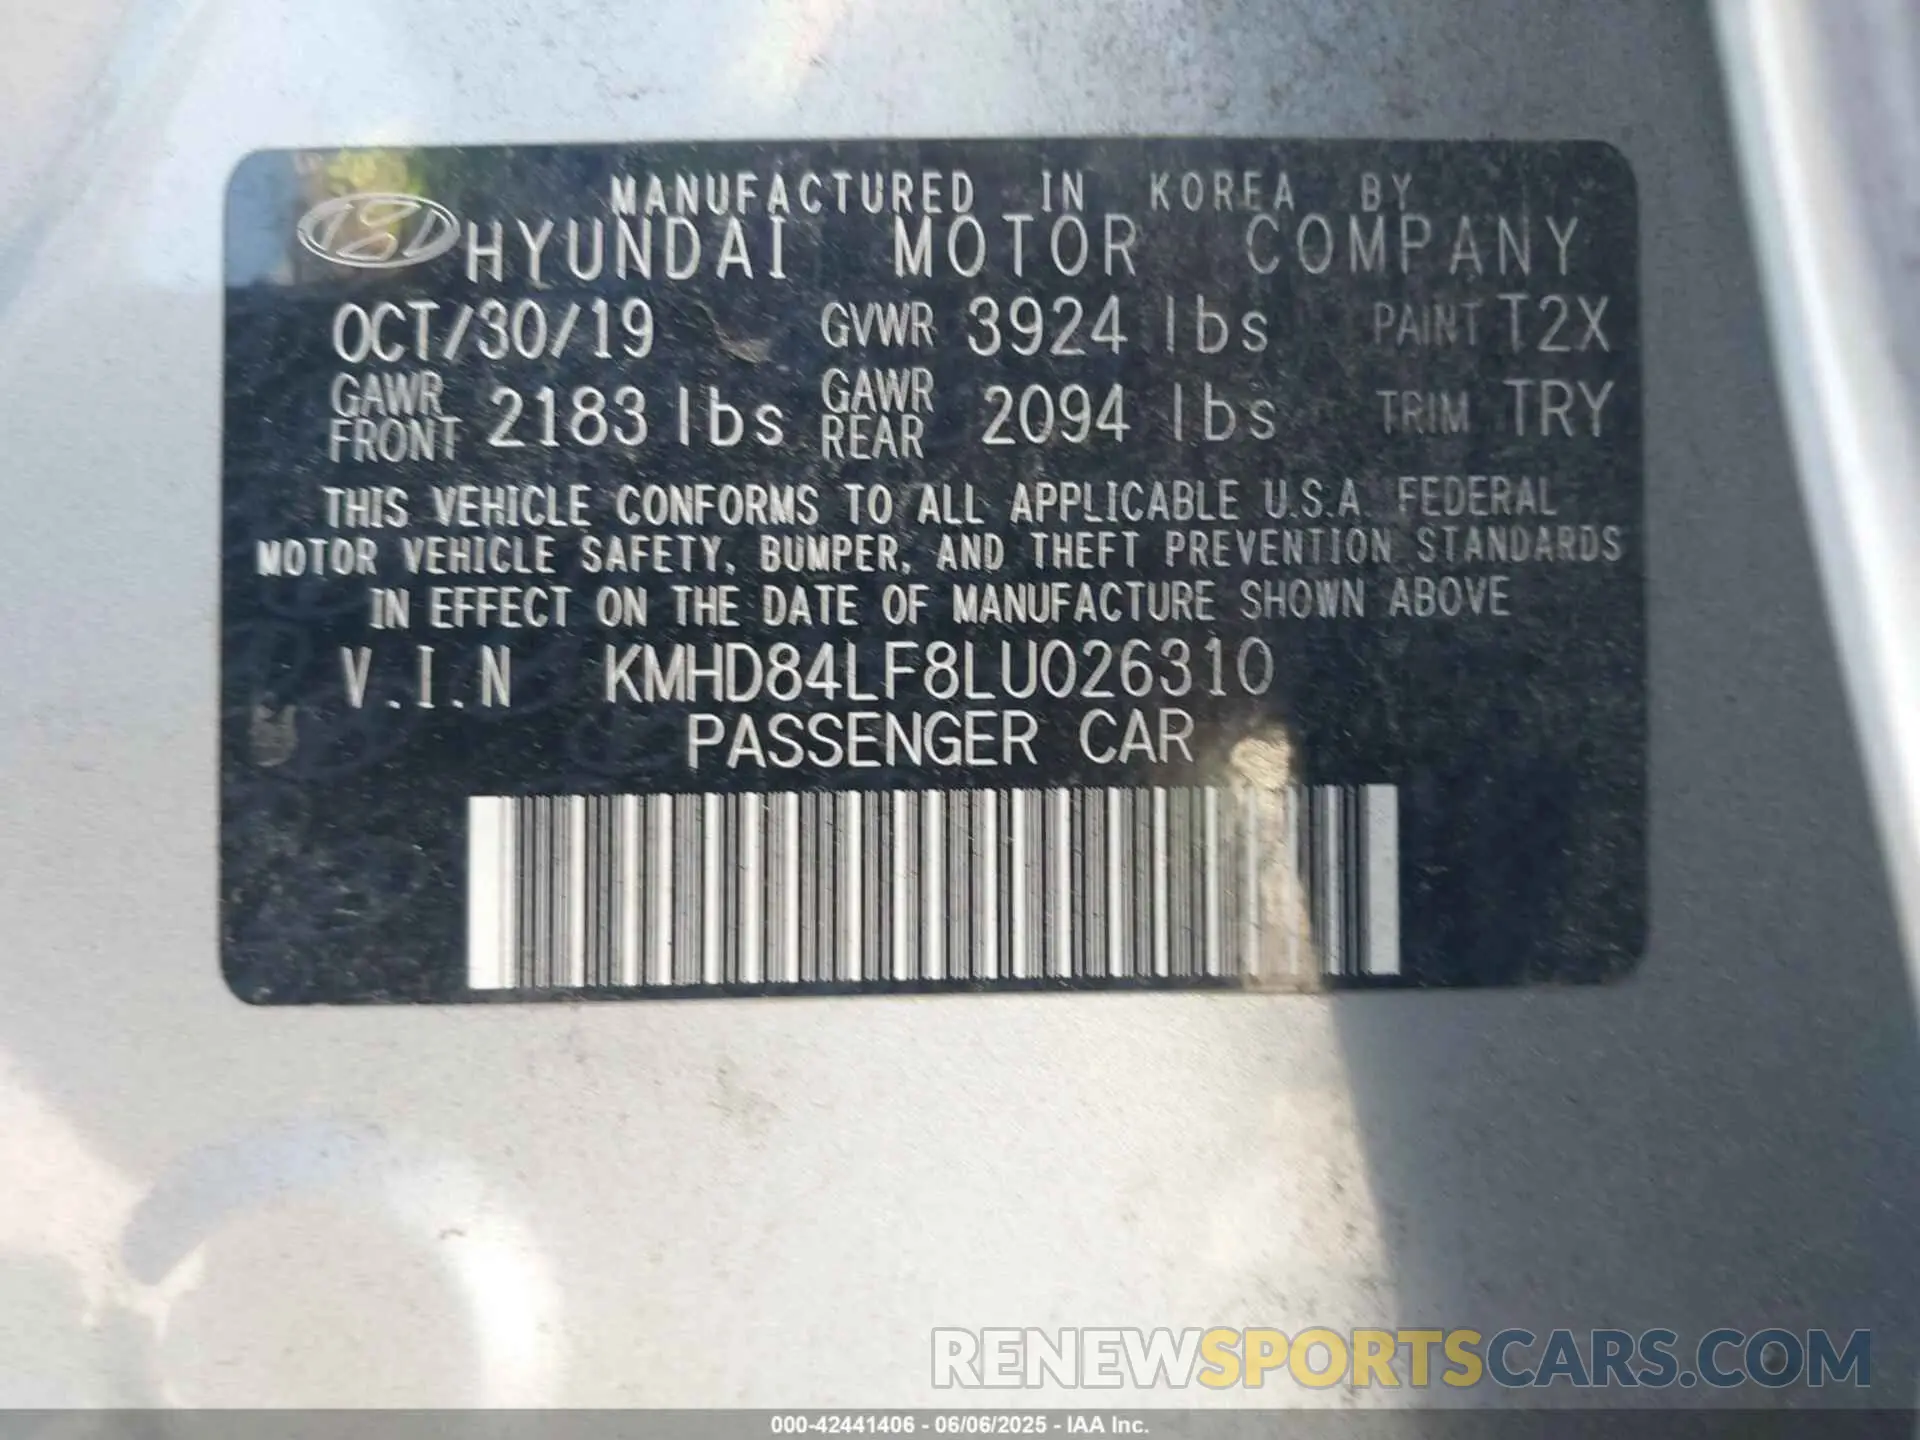 MANUFACTURED IN KOREA BY
HYUNDAI MOTOR COMPANY
OCT/30/19 GVWR 3924 lbs PAINT T2X
GAWR FRONT 2183 lbs GAWR REAR 2094 lbs TRIM TRY
THIS VEHICLE CONFORMS TO ALL APPLICABLE U.S.A. FEDERAL
MOTOR VEHICLE SAFETY, BUMPER, AND THEFT PREVENTION STANDARDS
IN EFFECT ON THE DATE OF MANUFACTURE SHOWN ABOVE
V.I.N KMHD84LF8LU026310
PASSENGER CAR
RENEWSPORTSCARS.COM
000-42441406 - 06/06/2025 - IAA Inc.